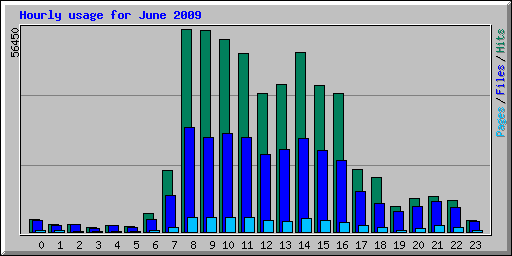 Hourly usage for June 2009
56450
Pages/Files/Hits
0 1 2 3 4 5 6 7 8 9 10 11 12 13 14 15 16 17 18 19 20 21 22 23